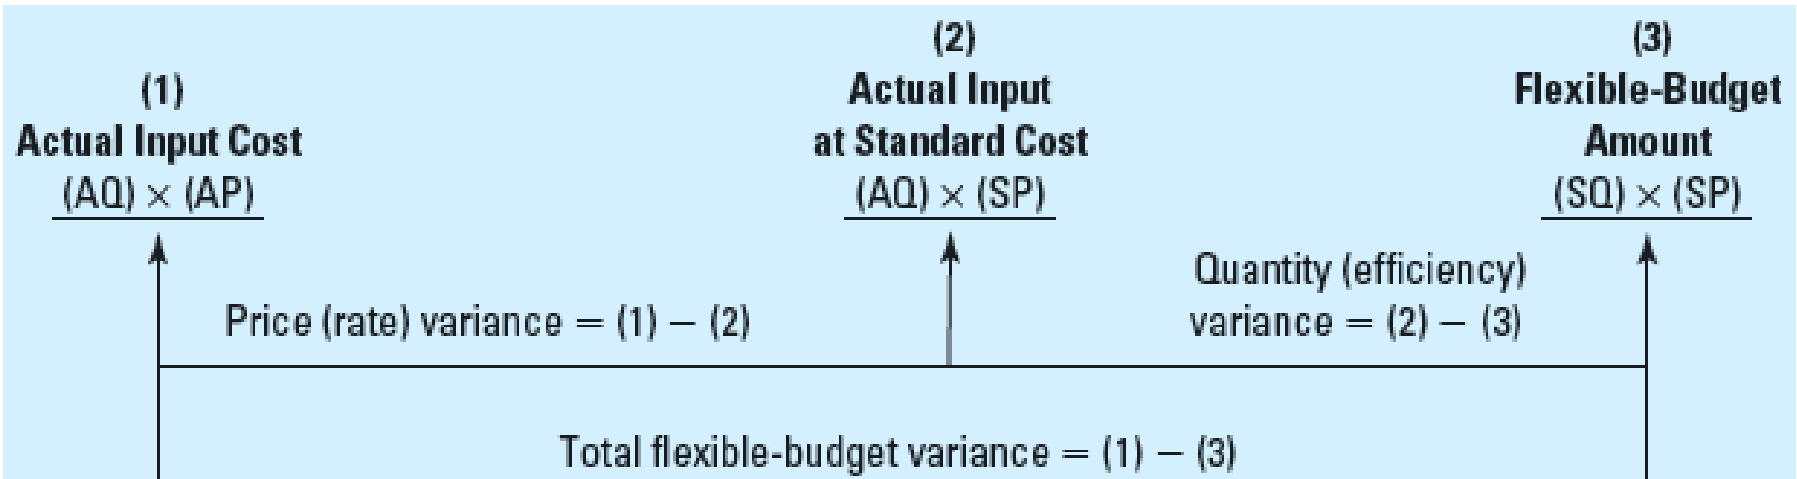 (1)
Actual Input Cost
(AQ) × (AP)
(2)
Actual Input
at Standard Cost
(AQ) × (SP)
(3)
Flexible-Budget
Amount
(SQ) × (SP)
Price (rate) variance = (1) – (2)
Quantity (efficiency)
variance = (2) – (3)
Total flexible-budget variance = (1) – (3)